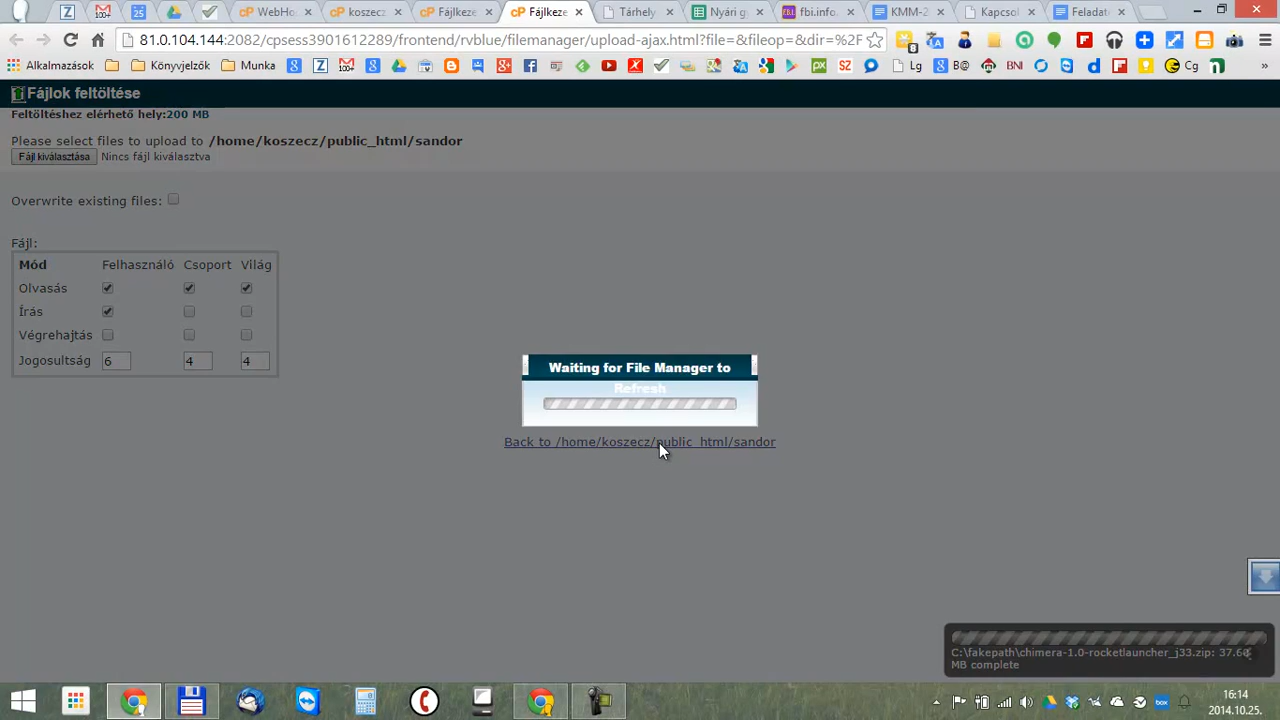 WebHo
koszecz
Fájlkeze
Fájlkeze
Tárhely
Nyári g
fbi.info.
KMM-2
Kapcsol
Feladat
81.0.104.144:2082/cpsess3901612289/frontend/rvblue/filemanager/upload-ajax.html?file=&fileop=&dir=%2F
Alkalmazások
Könyvjelzők
Munka
Lg
B@
BNI
Cg
Fájlok feltöltése
Feltöltéshez elérhető hely:200 MB
Please select files to upload to /home/koszecz/public_html/sandor
Fájl kiválasztása Nincs fájl kiválasztva
Overwrite existing files:
Fájl:
Mód Felhasználó Csoport Világ
Olvasás
Írás
Végrehajtás
Jogosultság 6 4 4
Waiting for File Manager to
Refresh
Back to /home/koszecz/public_html/sandor
C:\fakepath\chimera-1.0-rocketlauncher_j33.zip: 37.68
MB complete
16:14
2014.10.25.